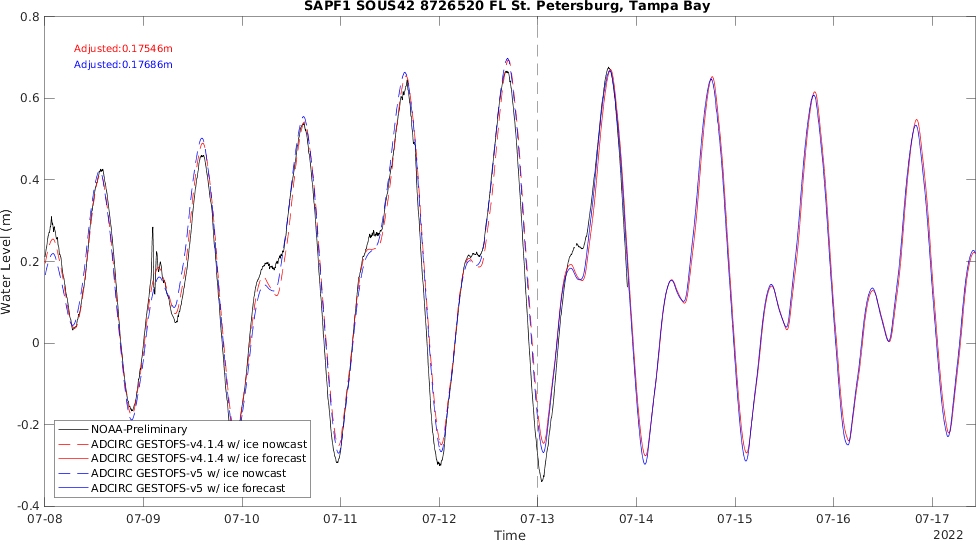 SAPF1 SOUS42 8726520 FL St. Petersburg, Tampa Bay
Adjusted:0.17546m
Adjusted:0.17686m
0.8
0.6
0.4
0.2
0
-0.2
-0.4
Water Level (m)
NOAA-Preliminary
ADCIRC GESTOFS-v4.1.4 w/ ice nowcast
ADCIRC GESTOFS-v4.1.4 w/ ice forecast
ADCIRC GESTOFS-v5 w/ ice nowcast
ADCIRC GESTOFS-v5 w/ ice forecast
07-08 07-09 07-10 07-11 07-12 07-13 07-14 07-15 07-16 07-17
Time
2022